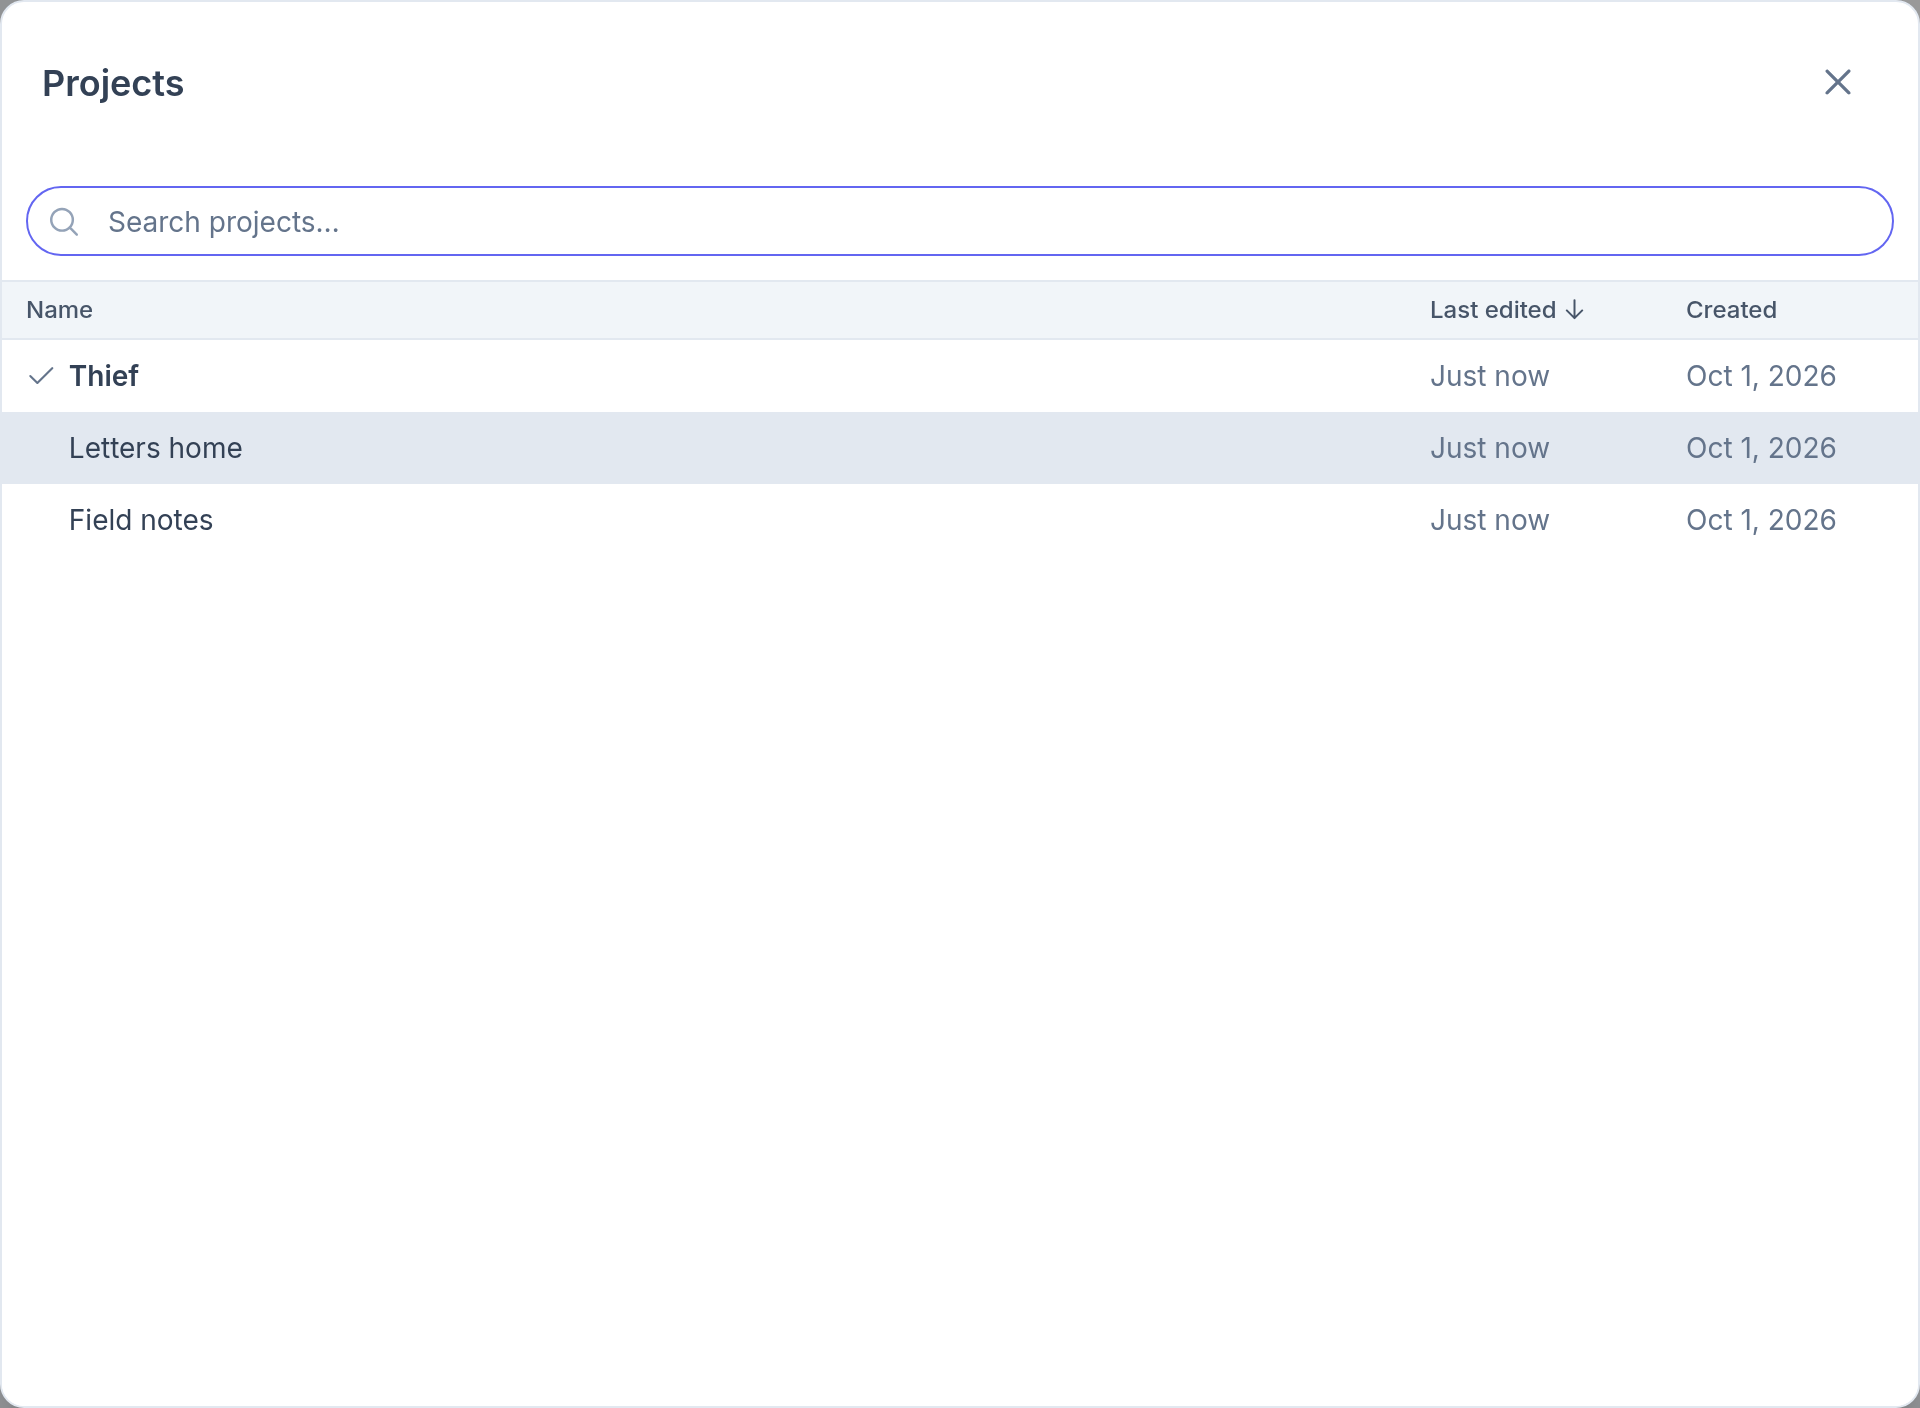 Projects
Search projects...
Name Last edited Created
Thief Just now Oct 1, 2026
Letters home Just now Oct 1, 2026
Field notes Just now Oct 1, 2026